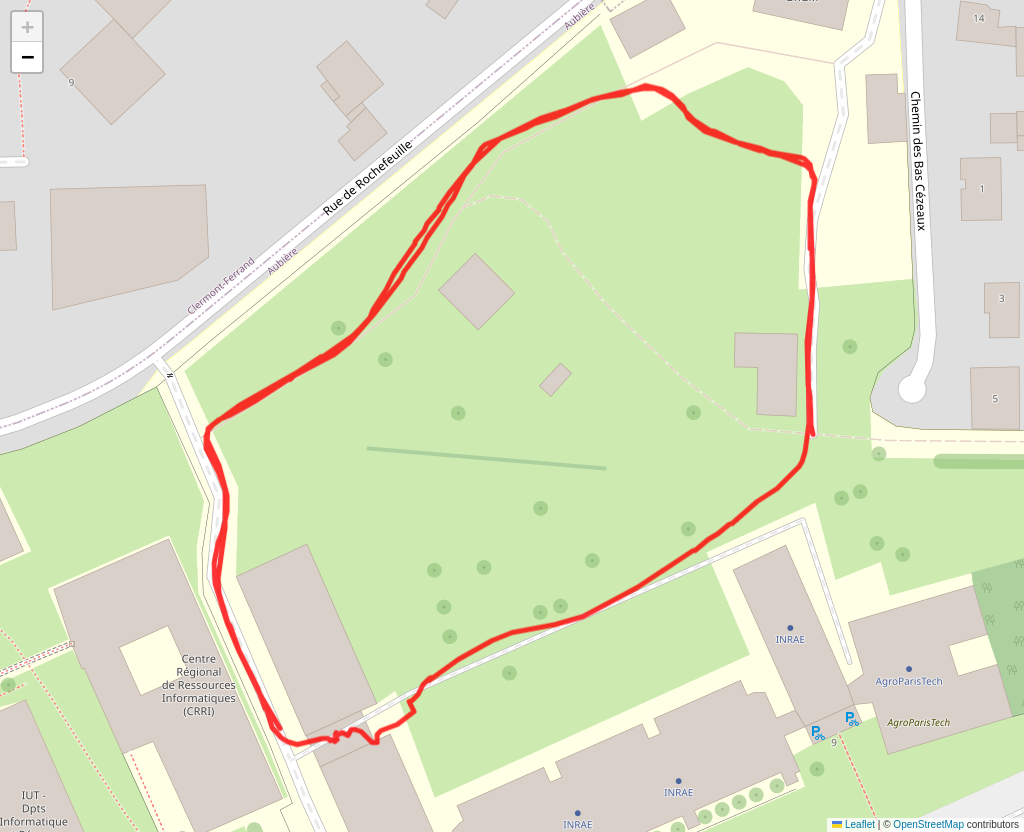 +
−
Aubière
14
9
Rue de Rochefeuille
Chemin des Bas Cézeaux
1
Clermont-Ferrand
Aubière
3
5
INRAE
Centre
Régional
de Ressources
Informatiques
(CRRI)
AgroParisTech
AgroParisTech
9
INRAE
IUT -
Dpts
Informatique
INRAE
Leaflet | © OpenStreetMap contributors